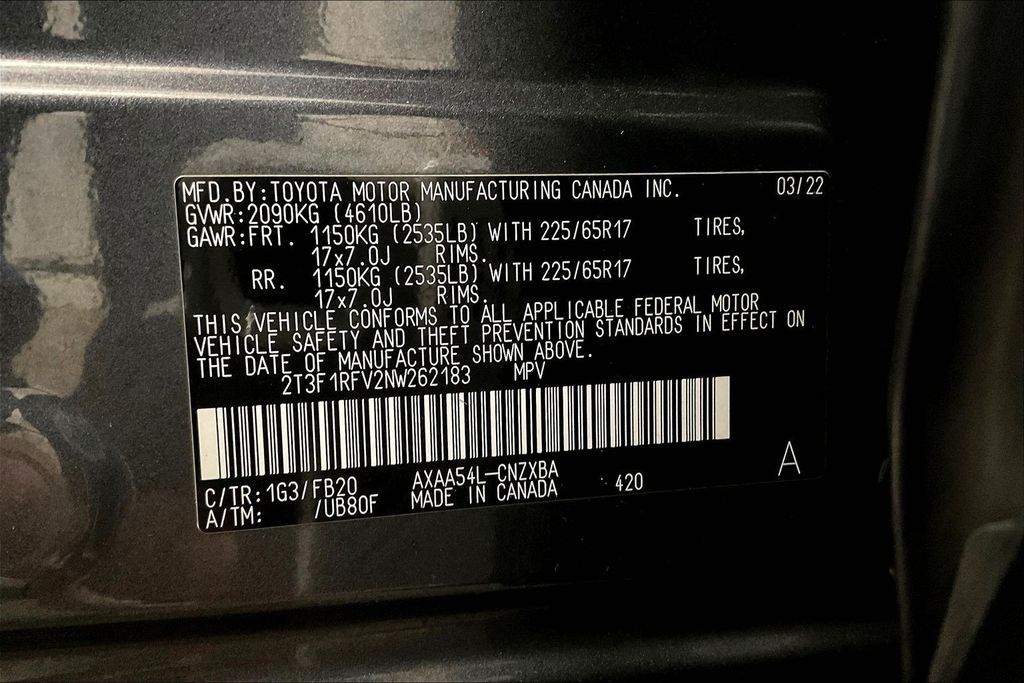 MFD.BY:TOYOTA MOTOR MANUFACTURING CANADA INC. 03/22
GVWR:2090KG (4610LB)
GAWR:FRT. 1150KG (2535LB) WITH 225/65R17 TIRES,
17x7.0J RIMS.
RR. 1150KG (2535LB) WITH 225/65R17 TIRES,
17x7.0J RIMS.
THIS VEHICLE CONFORMS TO ALL APPLICABLE FEDERAL MOTOR
VEHICLE SAFETY AND THEFT PREVENTION STANDARDS IN EFFECT ON
THE DATE OF MANUFACTURE SHOWN ABOVE.
2T3F1RFV2NW262183 MPV
C/TR:1G3/FB20 AXAA54L-CNZXBA 420 A
A/TM: /UB80F MADE IN CANADA